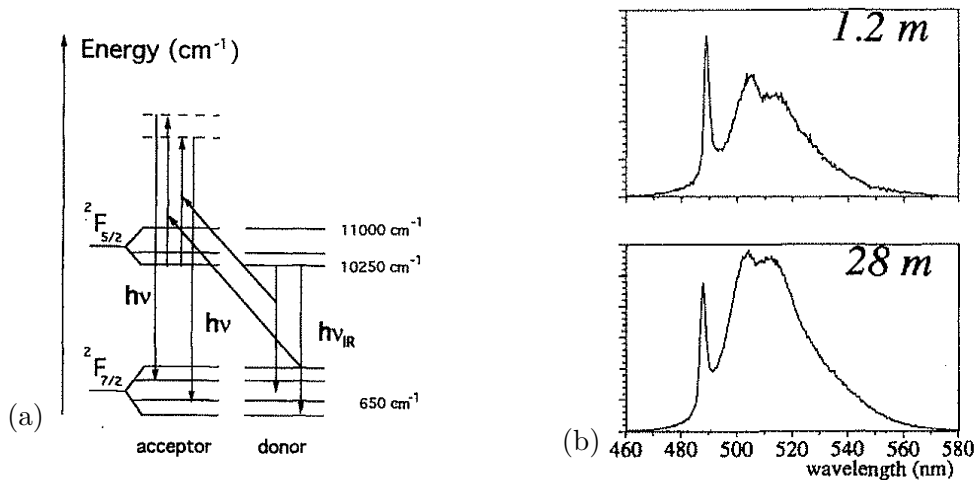 Energy (cm⁻¹)
²F₅/₂
11000 cm⁻¹
10250 cm⁻¹
hν
hν
hν_IR
²F₇/₂
650 cm⁻¹
(a)
acceptor donor
1.2 m
28 m
(b)
460 480 500 520 540 560 580
wavelength (nm)